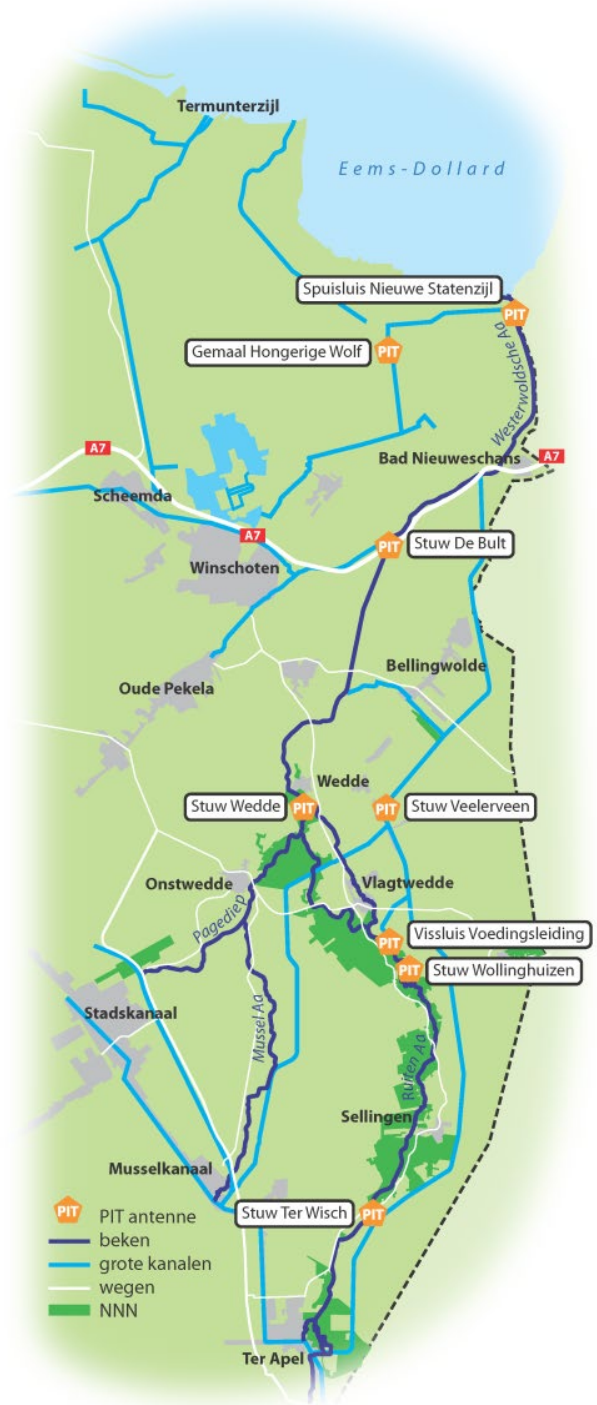 Termunterzijl
Eems-Dollard
Spuisluis Nieuwe Statenzijl
PIT
Gemaal Hongerige Wolf
PIT
Westerwoldsche Aa
A7
Bad Nieuweschans
A7
Scheemda
A7
Stuw De Bult
PIT
Winschoten
Bellingwolde
Oude Pekela
Wedde
Stuw Wedde
PIT
PIT
Stuw Veelerveen
Onstwedde
Vlagtwedde
Pagediep
PIT
Vissluis Voedingsleiding
PIT
Stuw Wollinghuizen
Stadskanaal
Mussel Aa
Ruiten Aa
Sellingen
Musselkanaal
Stuw Ter Wisch
PIT
PIT
PIT antenne
beken
grote kanalen
wegen
NNN
Ter Apel